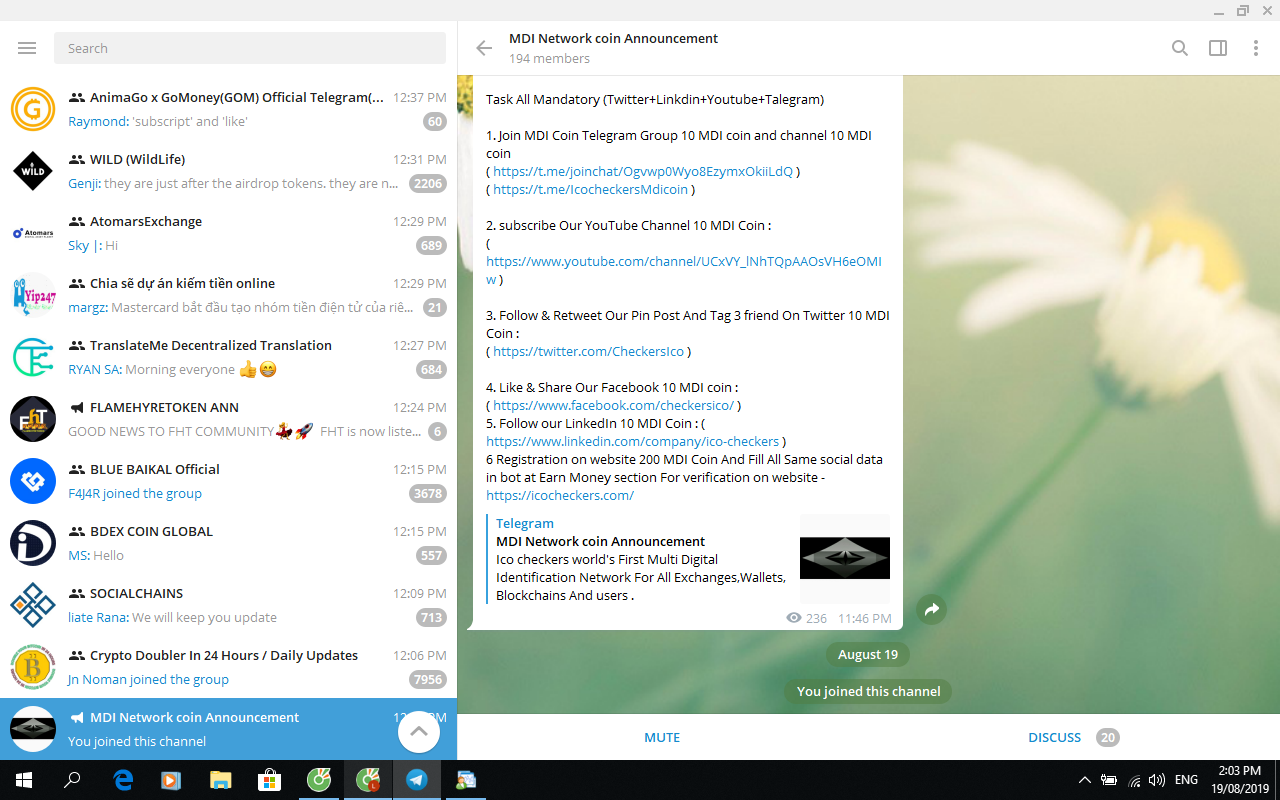 Search
AnimaGo x GoMoney(GOM) Official Telegram(... 12:37 PM
Raymond: 'subscript' and 'like' 60
WILD (WildLife) 12:31 PM
Genji: they are just after the airdrop tokens. they are n... 2206
AtomarsExchange 12:29 PM
Sky |: Hi 689
Chia sẽ dự án kiếm tiền online 12:29 PM
margz: Mastercard bắt đầu tạo nhóm tiền điện tử của riê... 21
TranslateMe Decentralized Translation 12:27 PM
RYAN SA: Morning everyone 👍😁 684
FLAMEHYRETOKEN ANN 12:24 PM
GOOD NEWS TO FHT COMMUNITY💃🚀 FHT is now liste... 6
BLUE BAIKAL Official 12:15 PM
F4J4R joined the group 3678
BDEX COIN GLOBAL 12:15 PM
MS: Hello 557
SOCIALCHAINS 12:09 PM
liate Rana: We will keep you update 713
Crypto Doubler In 24 Hours / Daily Updates 12:06 PM
Jn Noman joined the group 7956
MDI Network coin Announcement
You joined this channel
WILD
Atomars
Yip247
FHT
MDI Network coin Announcement
194 members
Task All Mandatory (Twitter+Linkdin+Youtube+Talegram)
1. Join MDI Coin Telegram Group 10 MDI coin and channel 10 MDI
coin
( https://t.me/joinchat/Ogvwp0Wyo8EzymxOkiiLdQ )
( https://t.me/IcocheckersMdicoin )
2. subscribe Our YouTube Channel 10 MDI Coin :
(
https://www.youtube.com/channel/UCxVY_lNhTQpAAOsVH6eOMI
w )
3. Follow & Retweet Our Pin Post And Tag 3 friend On Twitter 10 MDI
Coin :
( https://twitter.com/CheckersIco )
4. Like & Share Our Facebook 10 MDI coin :
( https://www.facebook.com/checkersico/ )
5. Follow our LinkedIn 10 MDI Coin : (
https://www.linkedin.com/company/ico-checkers )
6 Registration on website 200 MDI Coin And Fill All Same social data
in bot at Earn Money section For verification on website -
https://icocheckers.com/
Telegram
MDI Network coin Announcement
Ico checkers world's First Multi Digital
Identification Network For All Exchanges,Wallets,
Blockchains And users .
236 11:46 PM
August 19
You joined this channel
MUTE
DISCUSS 20
ENG
2:03 PM
19/08/2019